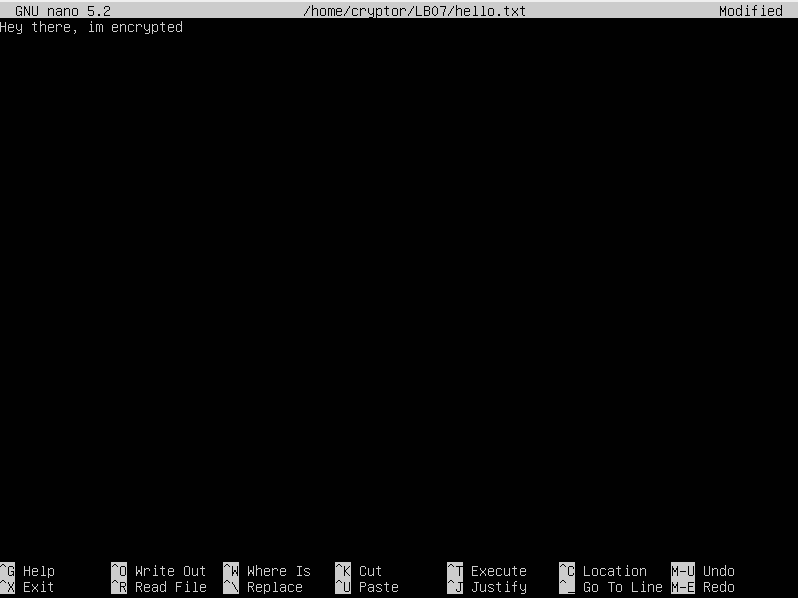 GNU nano 5.2 /home/cryptor/LB07/hello.txt Modified
Hey there, im encrypted
^G Help ^O Write Out ^W Where Is ^K Cut ^T Execute ^C Location M-U Undo
^X Exit ^R Read File ^\ Replace ^U Paste ^J Justify ^_ Go To Line M-E Redo